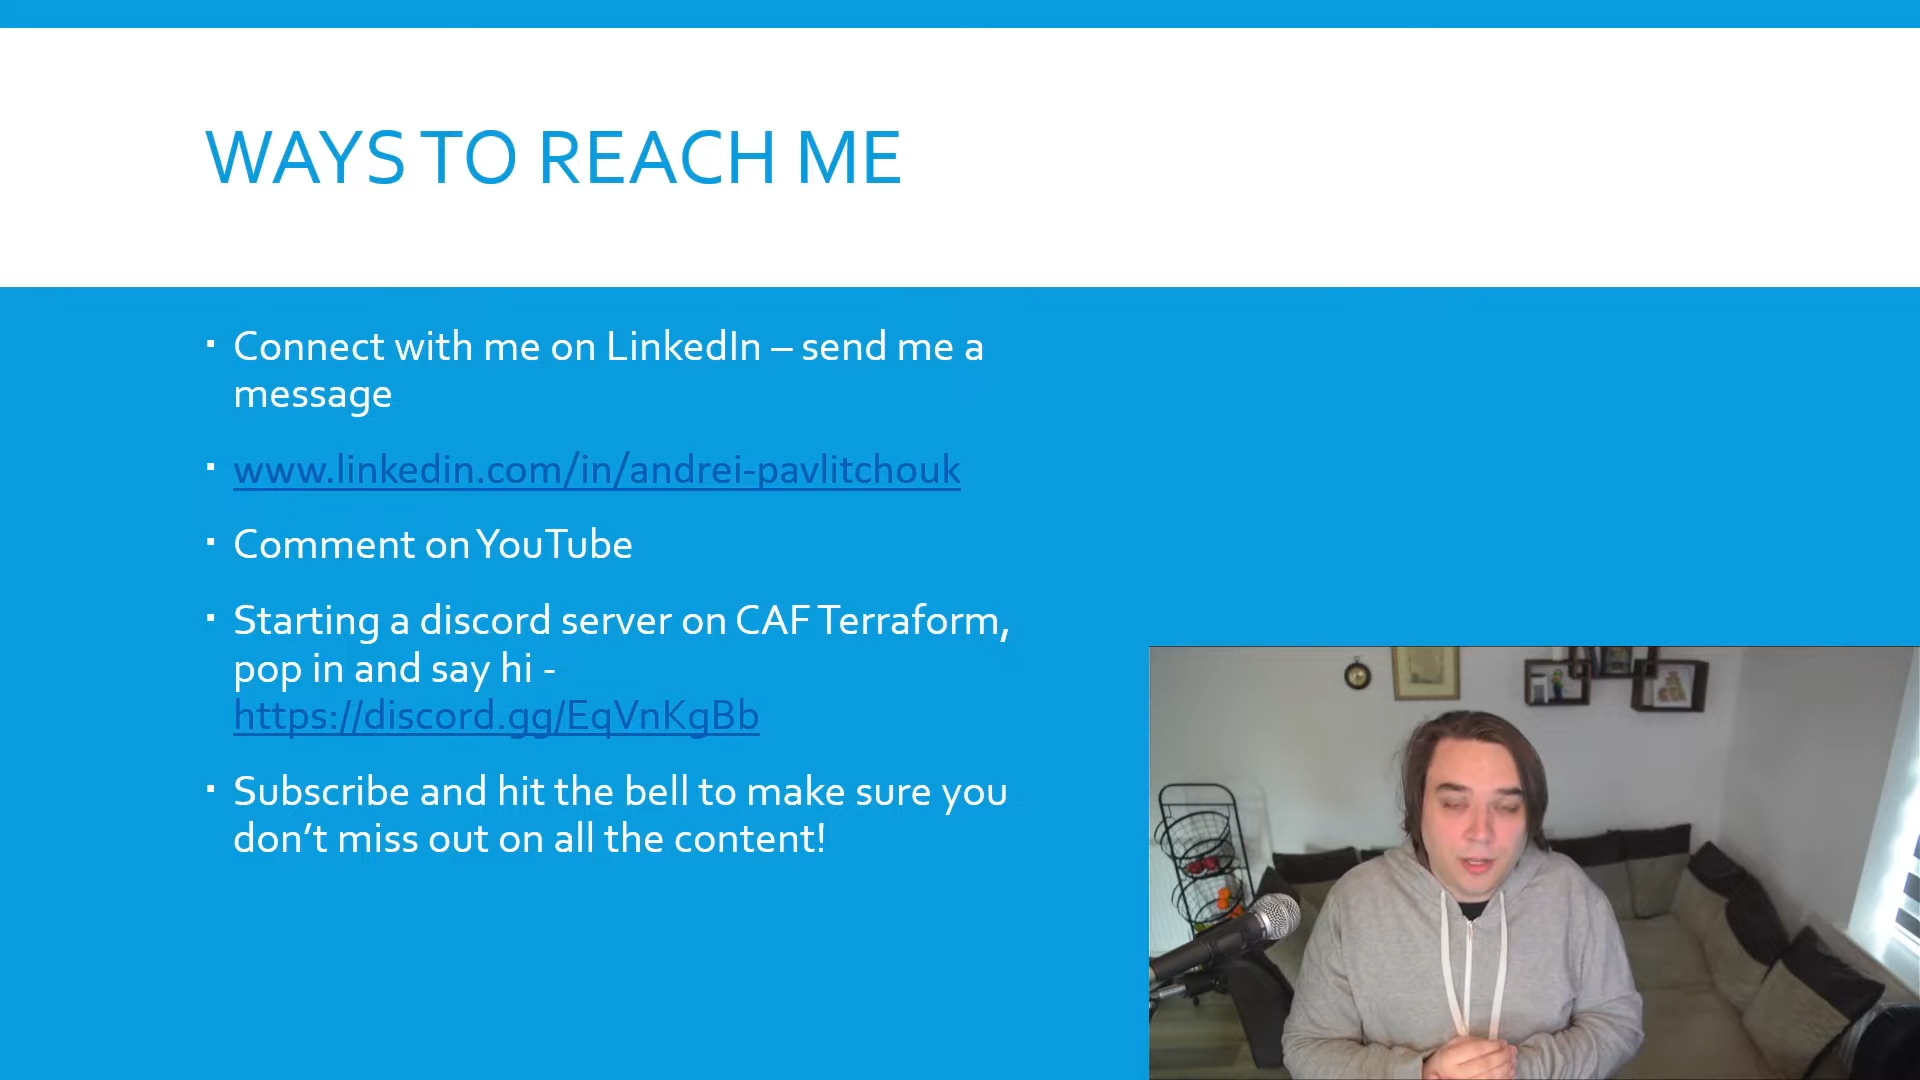 WAYS TO REACH ME
▪ Connect with me on LinkedIn – send me a
message
▪ www.linkedin.com/in/andrei-pavlitchouk
▪ Comment on YouTube
▪ Starting a discord server on CAF Terraform,
pop in and say hi -
https://discord.gg/EqVnKgBb
▪ Subscribe and hit the bell to make sure you
don’t miss out on all the content!